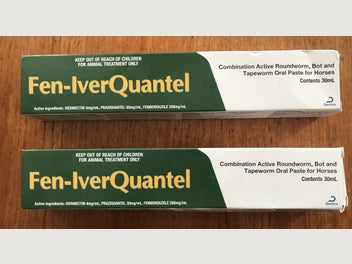 KEEP OUT OF REACH OF CHILDREN
FOR ANIMAL TREATMENT ONLY
Fen-IverQuantel
Active Ingredients: IVERMECTIN 4mg/mL, PRAZIQUANTEL 50mg/mL, FENBENDAZOLE 200mg/mL
Combination Active Roundworm, Bot and
Tapeworm Oral Paste for Horses
Contents 30mL
KEEP OUT OF REACH OF CHILDREN
FOR ANIMAL TREATMENT ONLY
Fen-IverQuantel
Active Ingredients: IVERMECTIN 4mg/mL, PRAZIQUANTEL 50mg/mL, FENBENDAZOLE 200mg/mL
Combination Active Roundworm, Bot and
Tapeworm Oral Paste for Horses
Contents 30mL